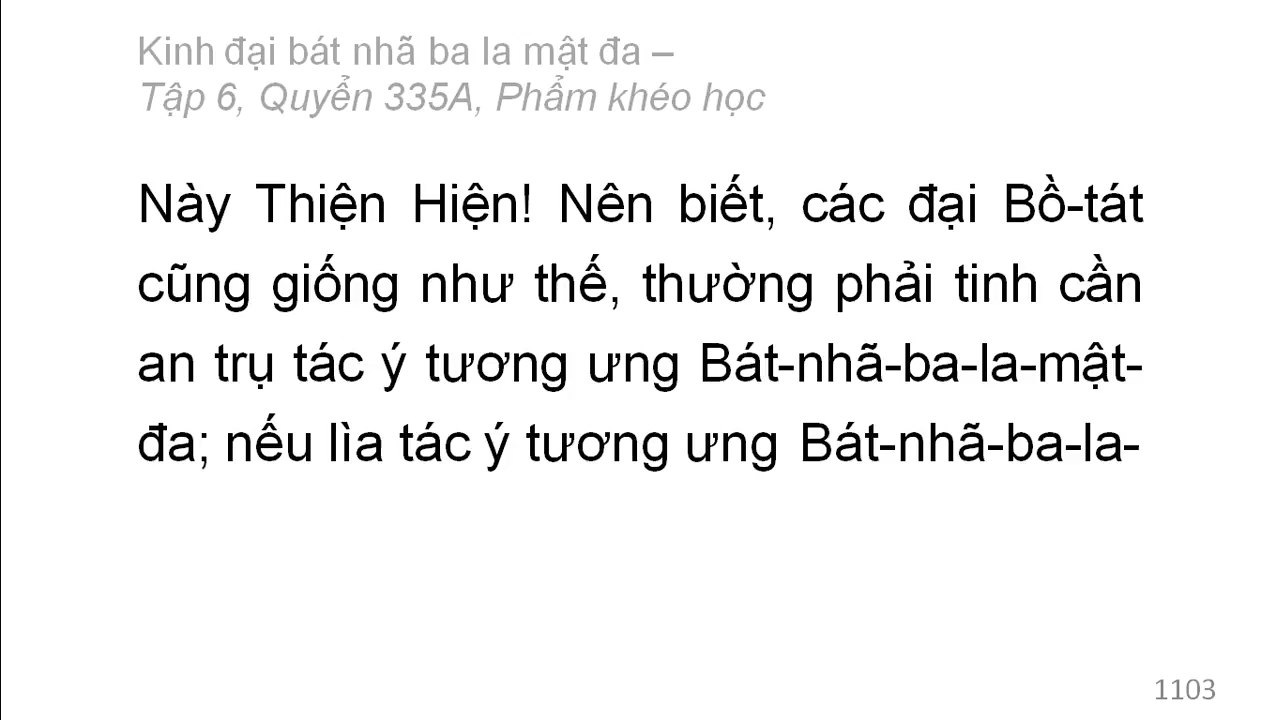 Kinh đại bát nhã ba la mật đa –
Tập 6, Quyển 335A, Phẩm khéo học
Này Thiện Hiện! Nên biết, các đại Bồ-tát
cũng giống như thế, thường phải tinh cần
an trụ tác ý tương ưng Bát-nhã-ba-la-mật-
đa; nếu lìa tác ý tương ưng Bát-nhã-ba-la-
1103